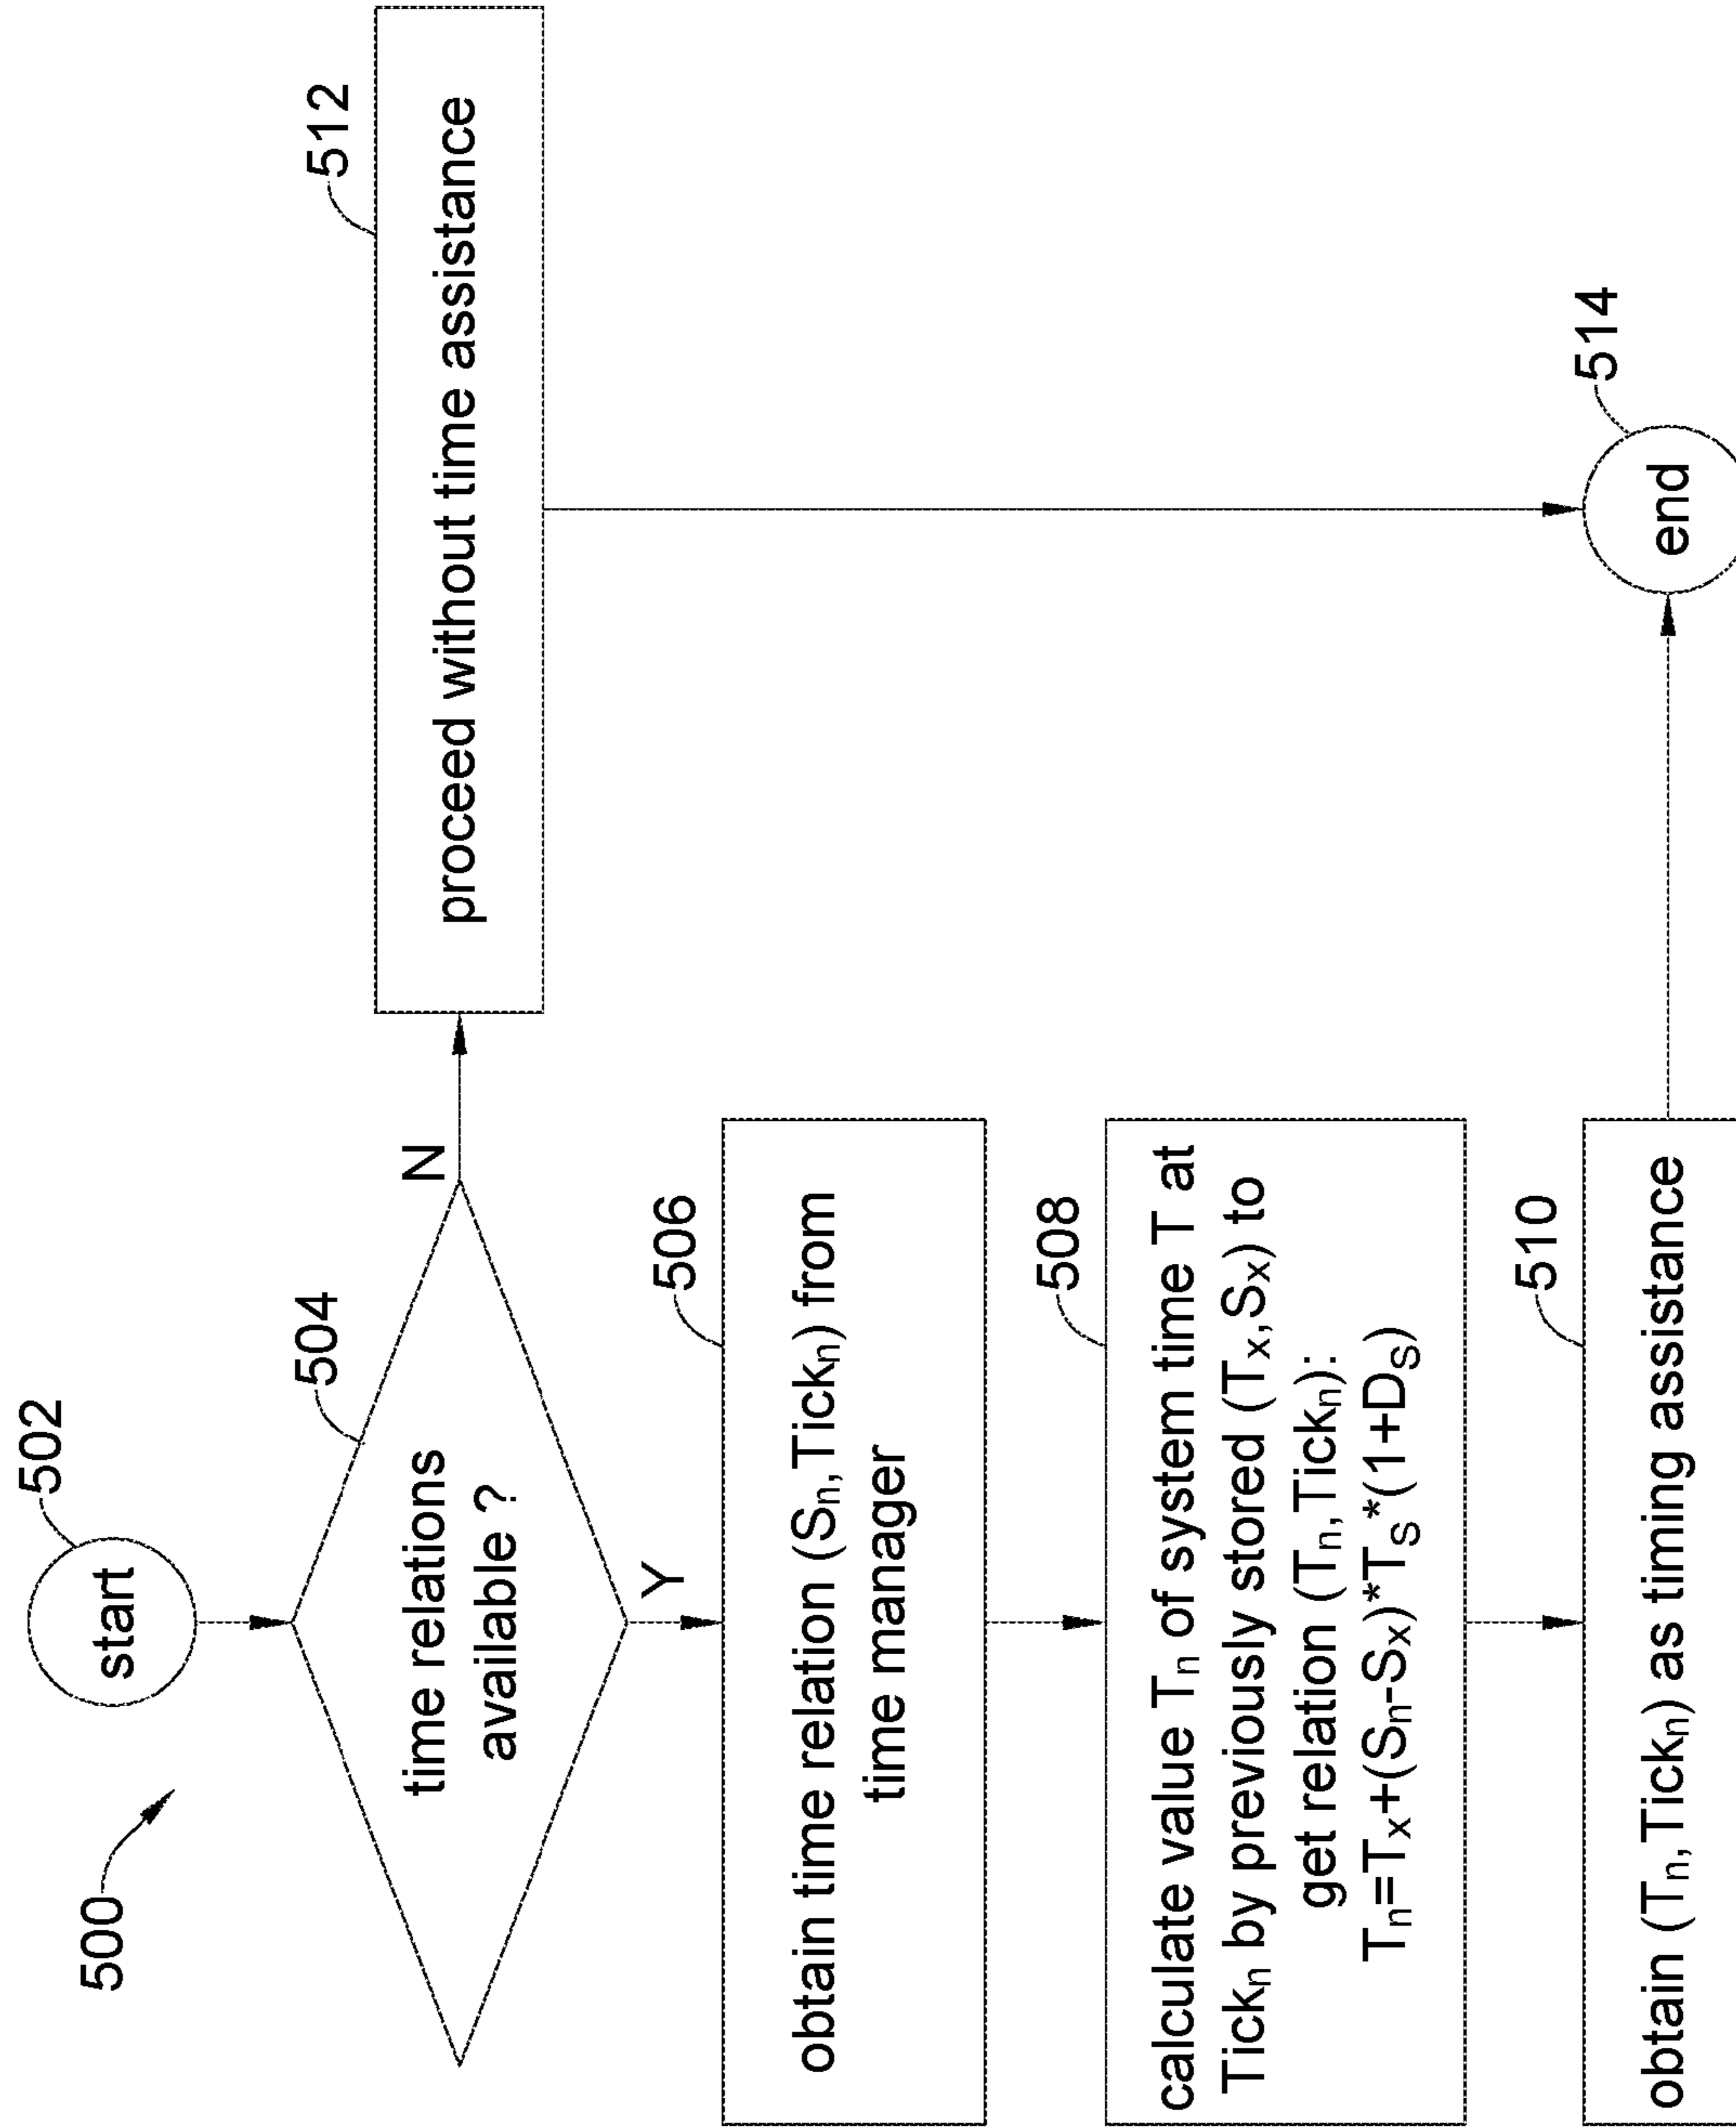 500
502
start
504
time relations
available ?
N
512
proceed without time assistance
Y
506
obtain time relation (Sₙ,Tickₙ) from
time manager
508
calculate value Tₙ of system time T at
Tickₙ by previously stored (Tₓ,Sₓ) to
get relation (Tₙ,Tickₙ):
Tₙ=Tₓ+(Sₙ-Sₓ)*T_S*(1+D_S)
510
obtain (Tₙ,Tickₙ) as timing assistance
514
end